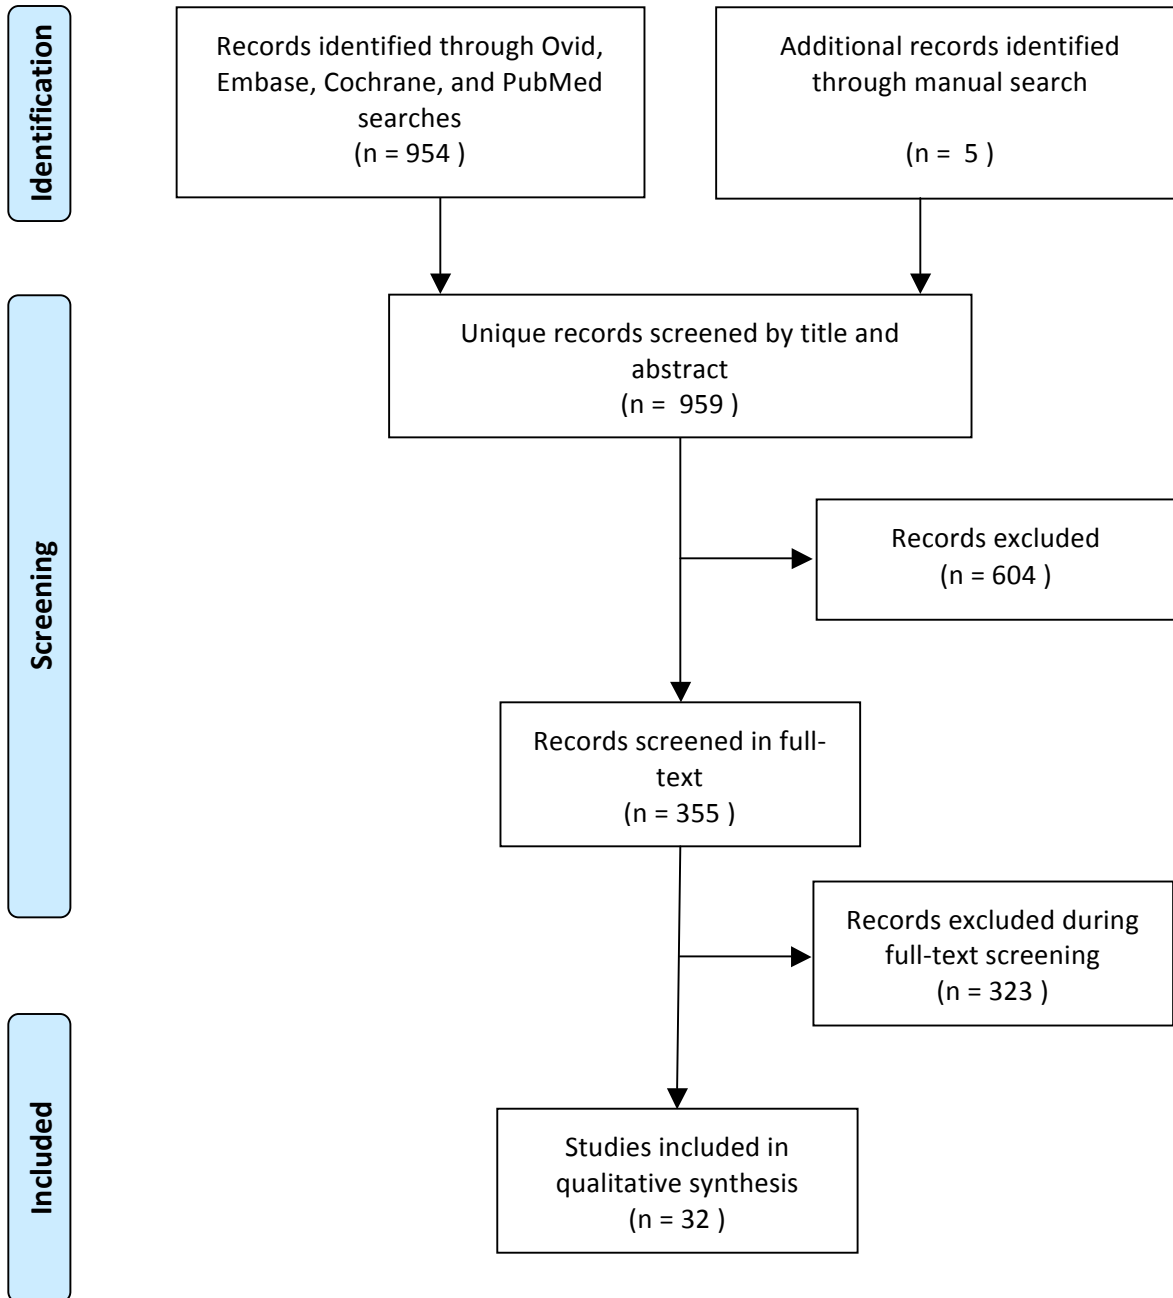 Identification
Records identified through Ovid,
Embase, Cochrane, and PubMed
searches
(n = 954 )
Additional records identified
through manual search
(n =  5 )
Screening
Unique records screened by title and
abstract
(n =  959 )
Records excluded
(n = 604 )
Records screened in full-
text
(n = 355 )
Records excluded during
full-text screening
(n = 323 )
Included
Studies included in
qualitative synthesis
(n = 32 )